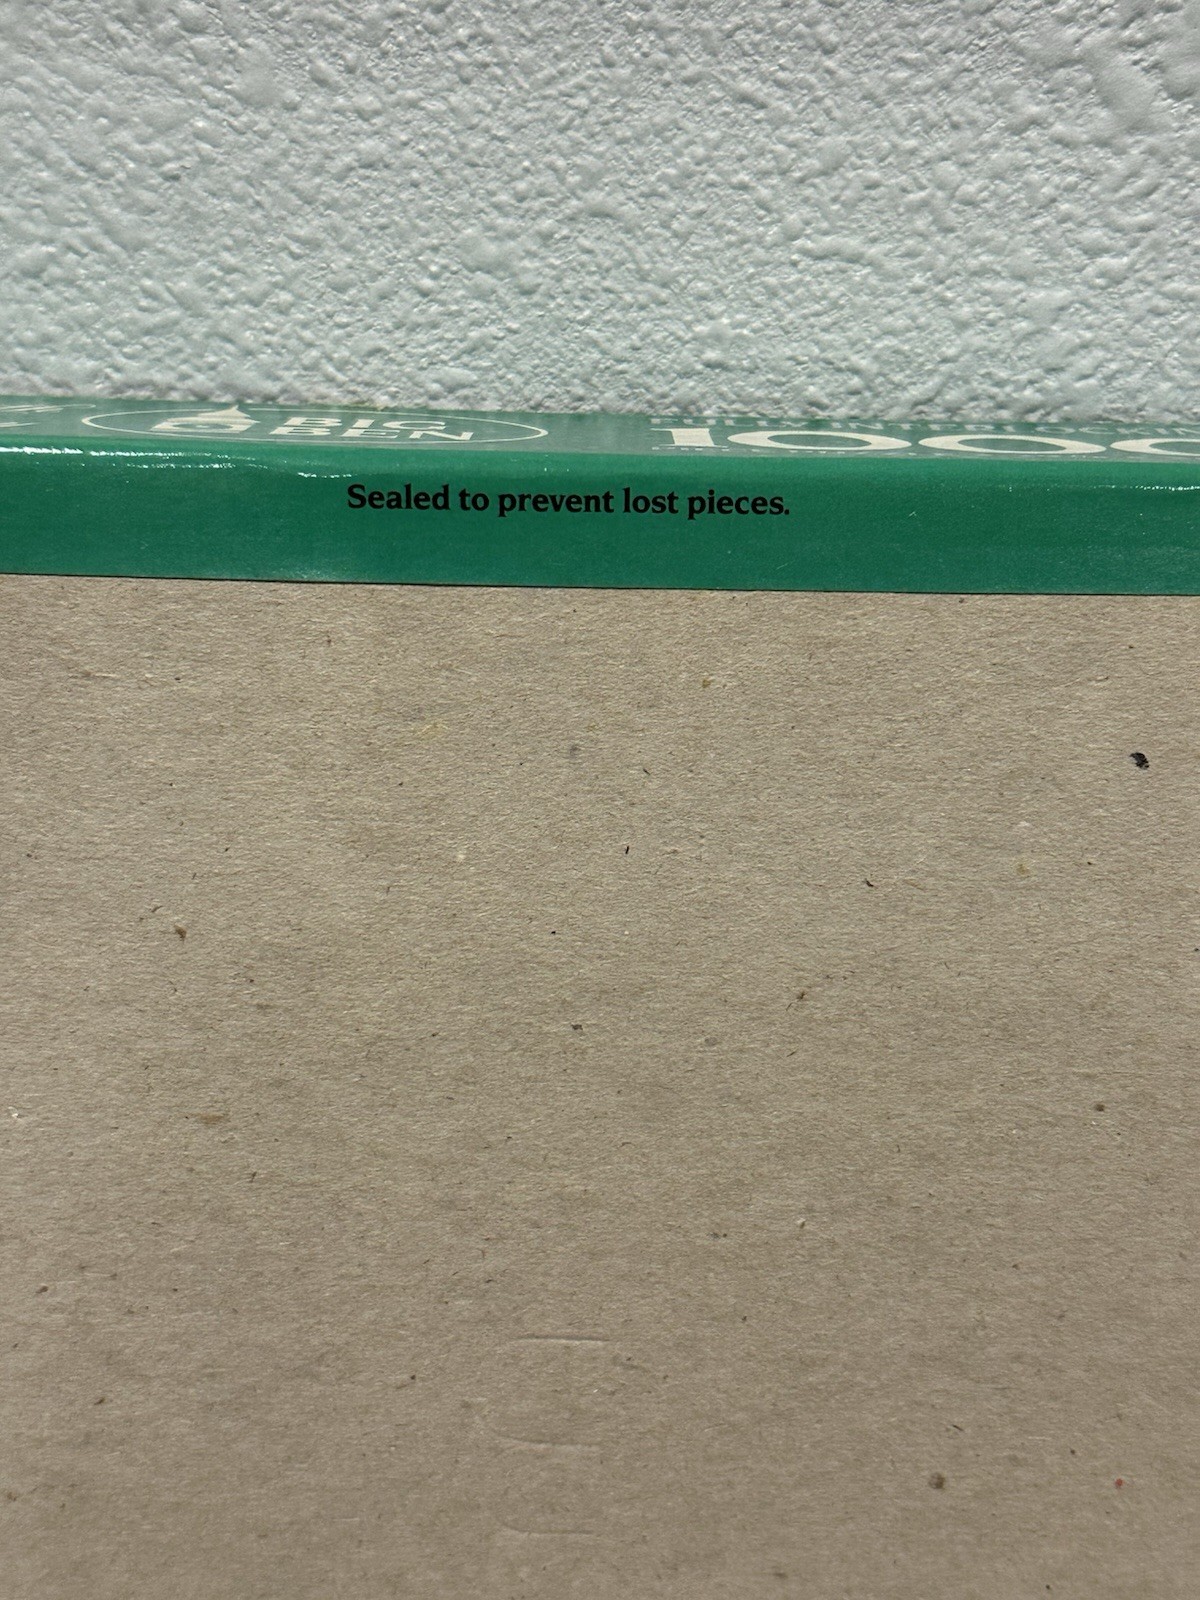 BIG
BEN
1000
Sealed to prevent lost pieces.